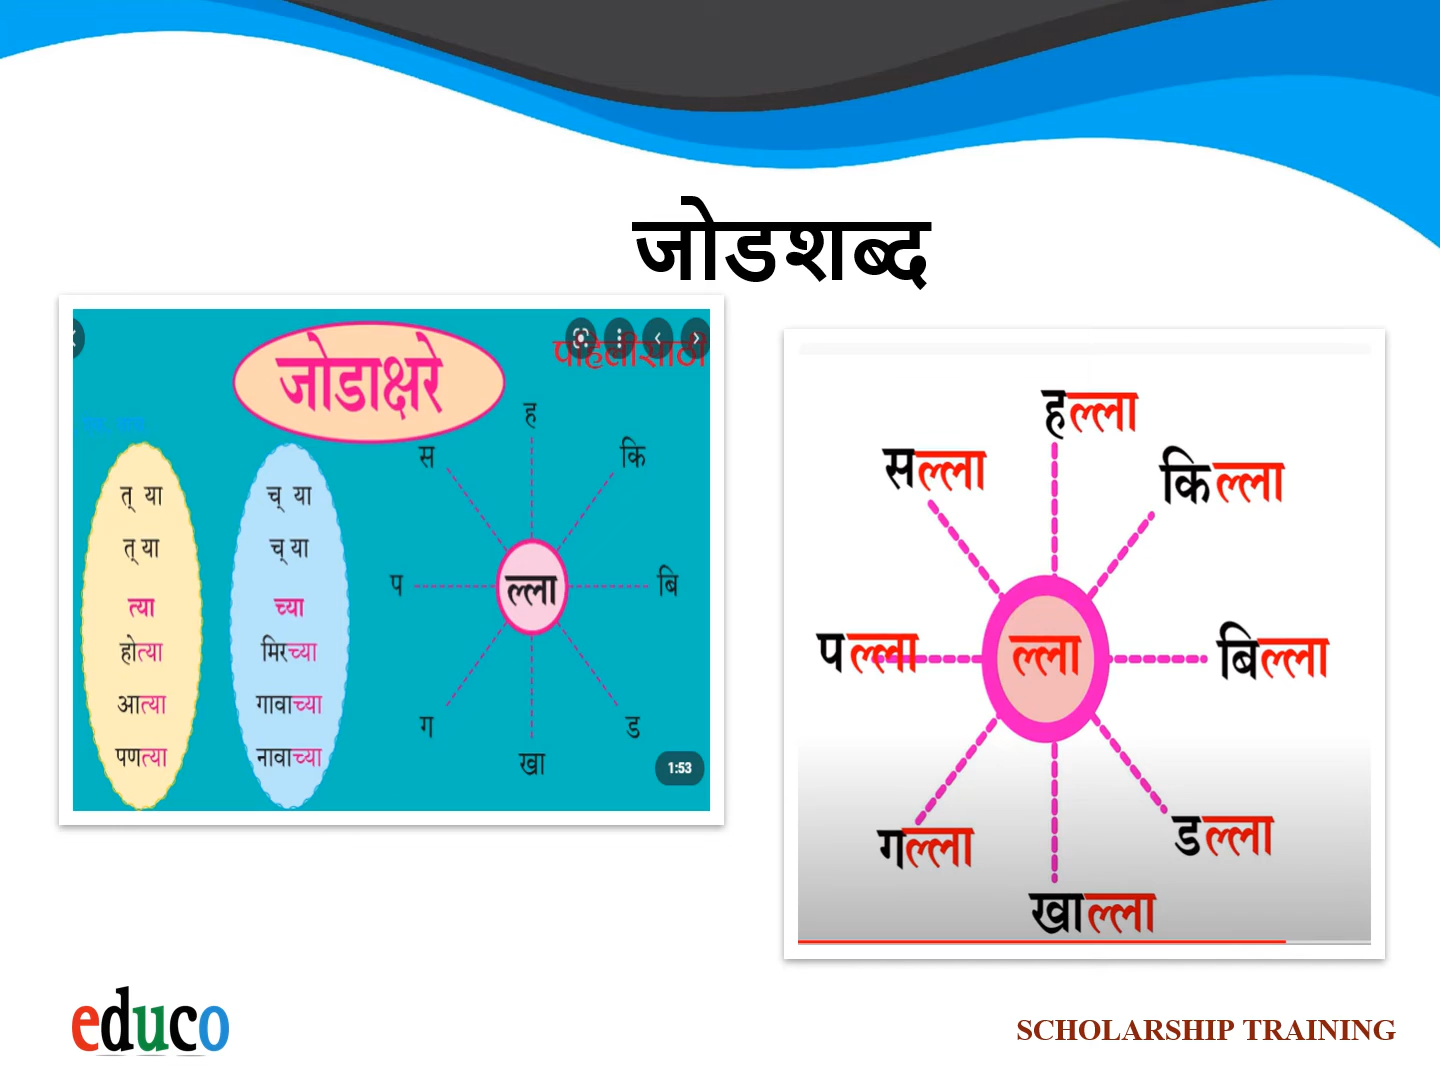 जोडशब्द
जोडाक्षरे
पहिलीसाठी
त् या
त् या
त्या
होत्या
आत्या
पणत्या
च् या
च् या
च्या
मिरच्या
गावाच्या
नावाच्या
ह
स
कि
प
ल्ला
बि
ग
ड
खा
1:53
हल्ला
सल्ला
किल्ला
पल्ला
ल्ला
बिल्ला
गल्ला
डल्ला
खाल्ला
educo
SCHOLARSHIP TRAINING